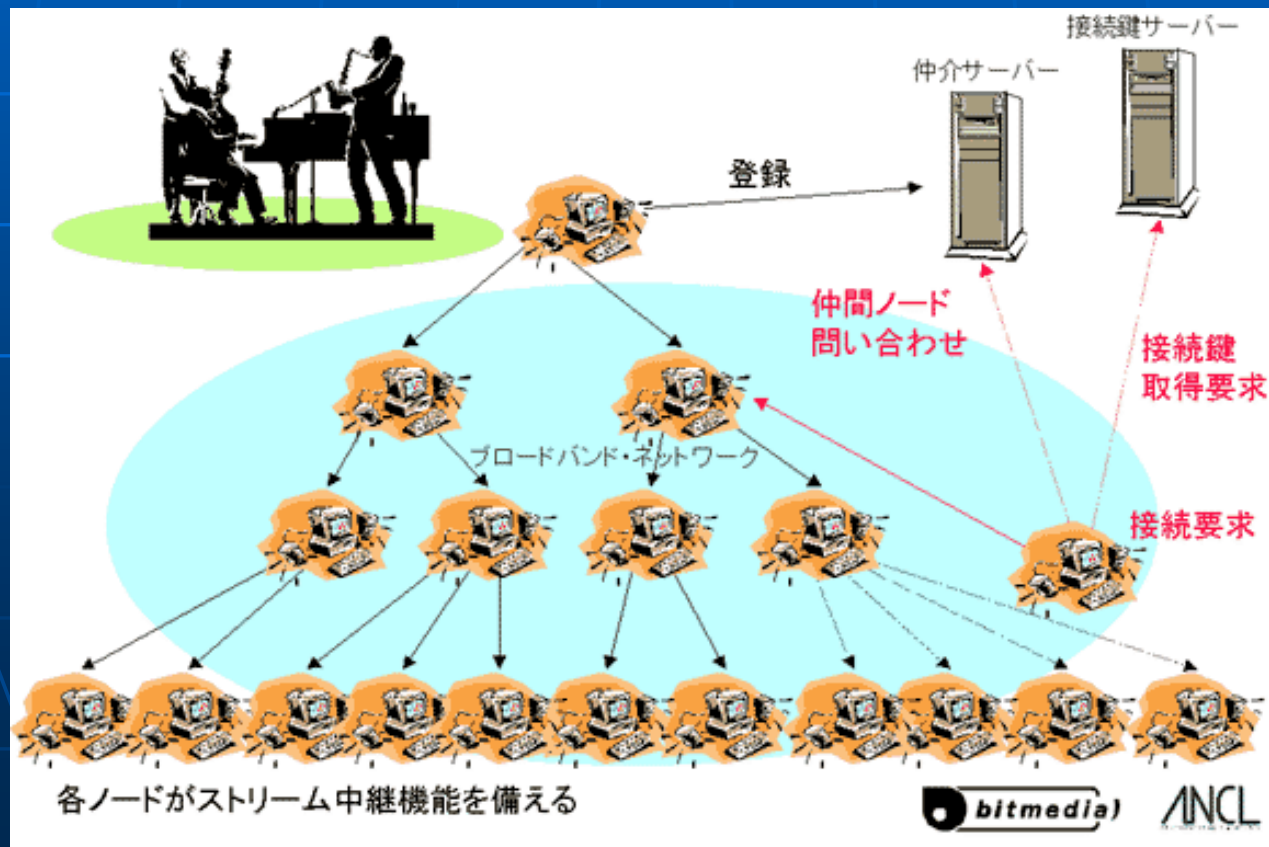 接続鍵サーバー
仲介サーバー
登録
仲間ノード
問い合わせ
接続鍵
取得要求
ブロードバンド・ネットワーク
接続要求
各ノードがストリーム中継機能を備える
bitmedia)
ANCL